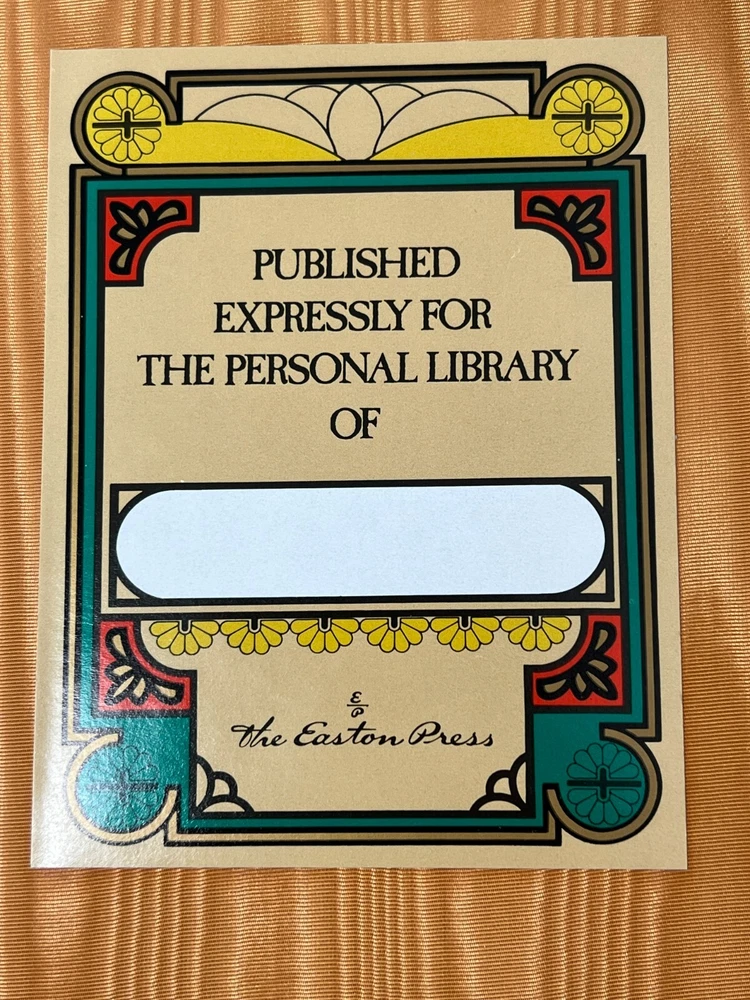 PUBLISHED
EXPRESSLY FOR
THE PERSONAL LIBRARY
OF
E
P
The Easton Press